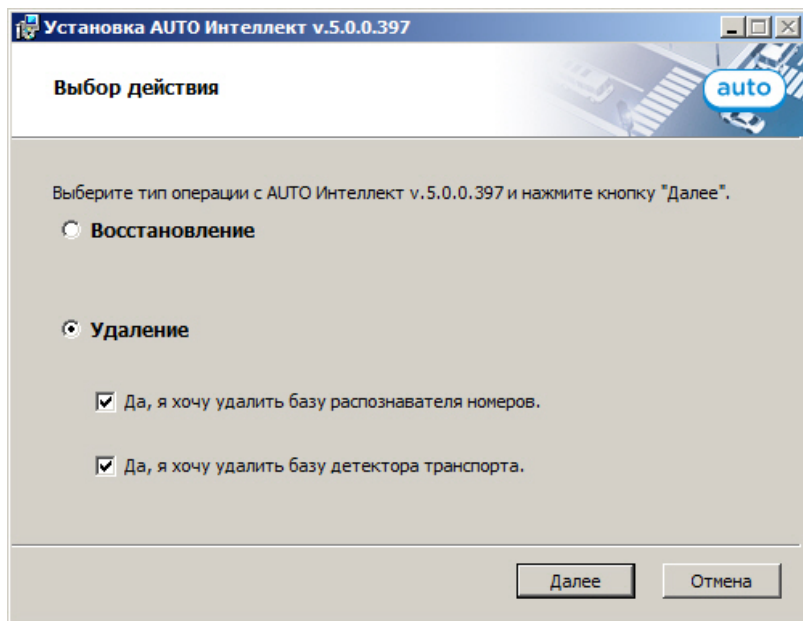 Установка AUTO Интеллект v.5.0.0.397
Выбор действия
auto
Выберите тип операции с AUTO Интеллект v.5.0.0.397 и нажмите кнопку "Далее".
Восстановление
Удаление
Да, я хочу удалить базу распознавателя номеров.
Да, я хочу удалить базу детектора транспорта.
Далее
Отмена